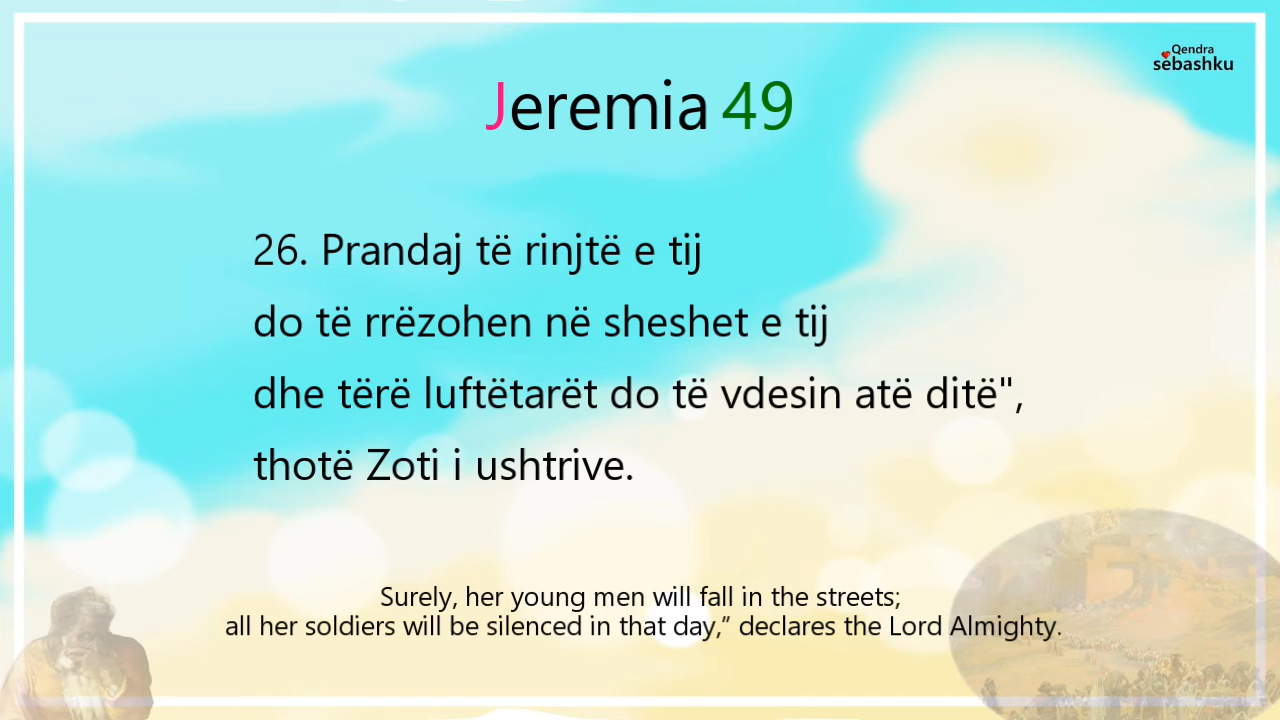 Qendra
sëbashku
Jeremia 49
26. Prandaj të rinjtë e tij
do të rrëzohen në sheshet e tij
dhe tërë luftëtarët do të vdesin atë ditë",
thotë Zoti i ushtrive.
Surely, her young men will fall in the streets;
all her soldiers will be silenced in that day,” declares the Lord Almighty.